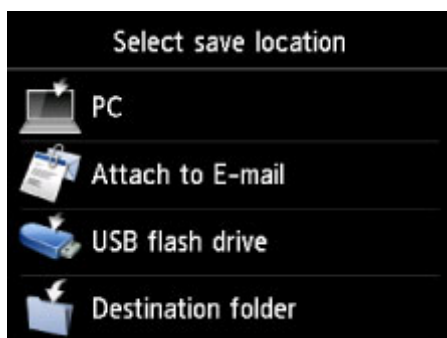 Select save location
PC
Attach to E-mail
USB flash drive
Destination folder